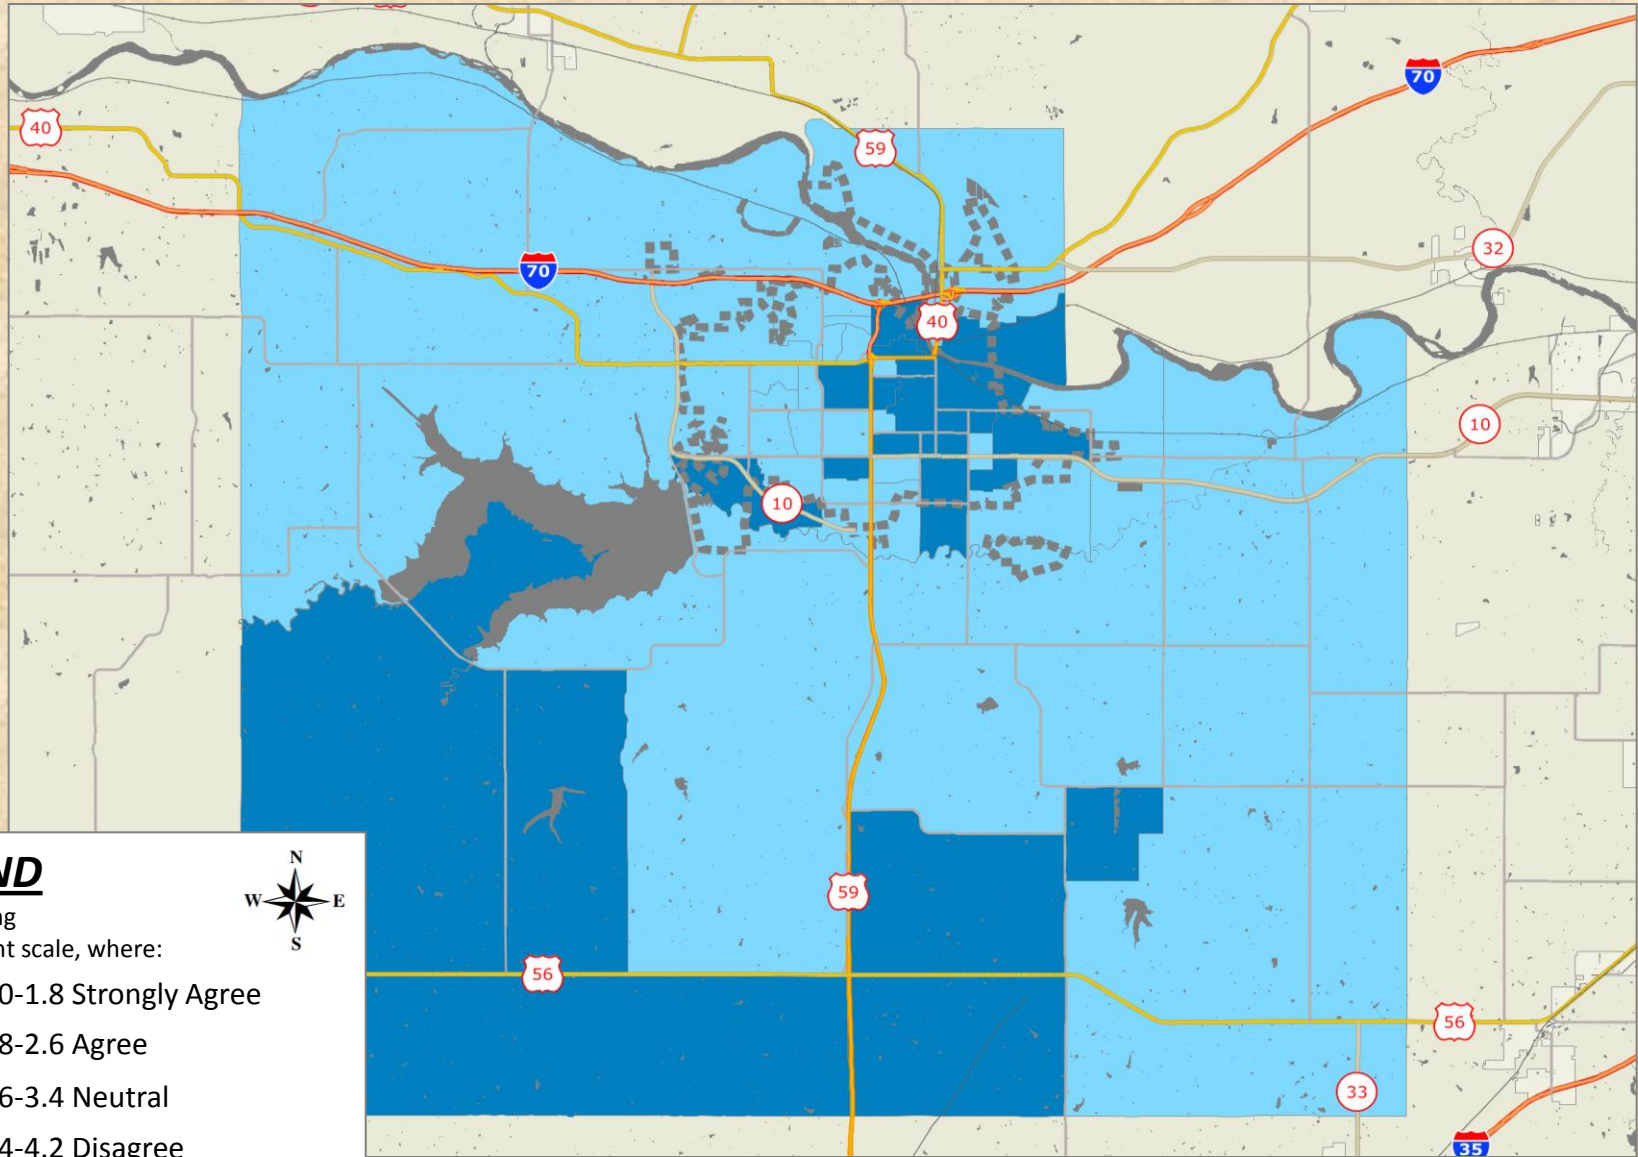 70
40
59
32
70
40
10
10
59
56
56
33
35
ND
N
W E
S
ng
nt scale, where:
0-1.8 Strongly Agree
8-2.6 Agree
6-3.4 Neutral
4-4.2 Disagree